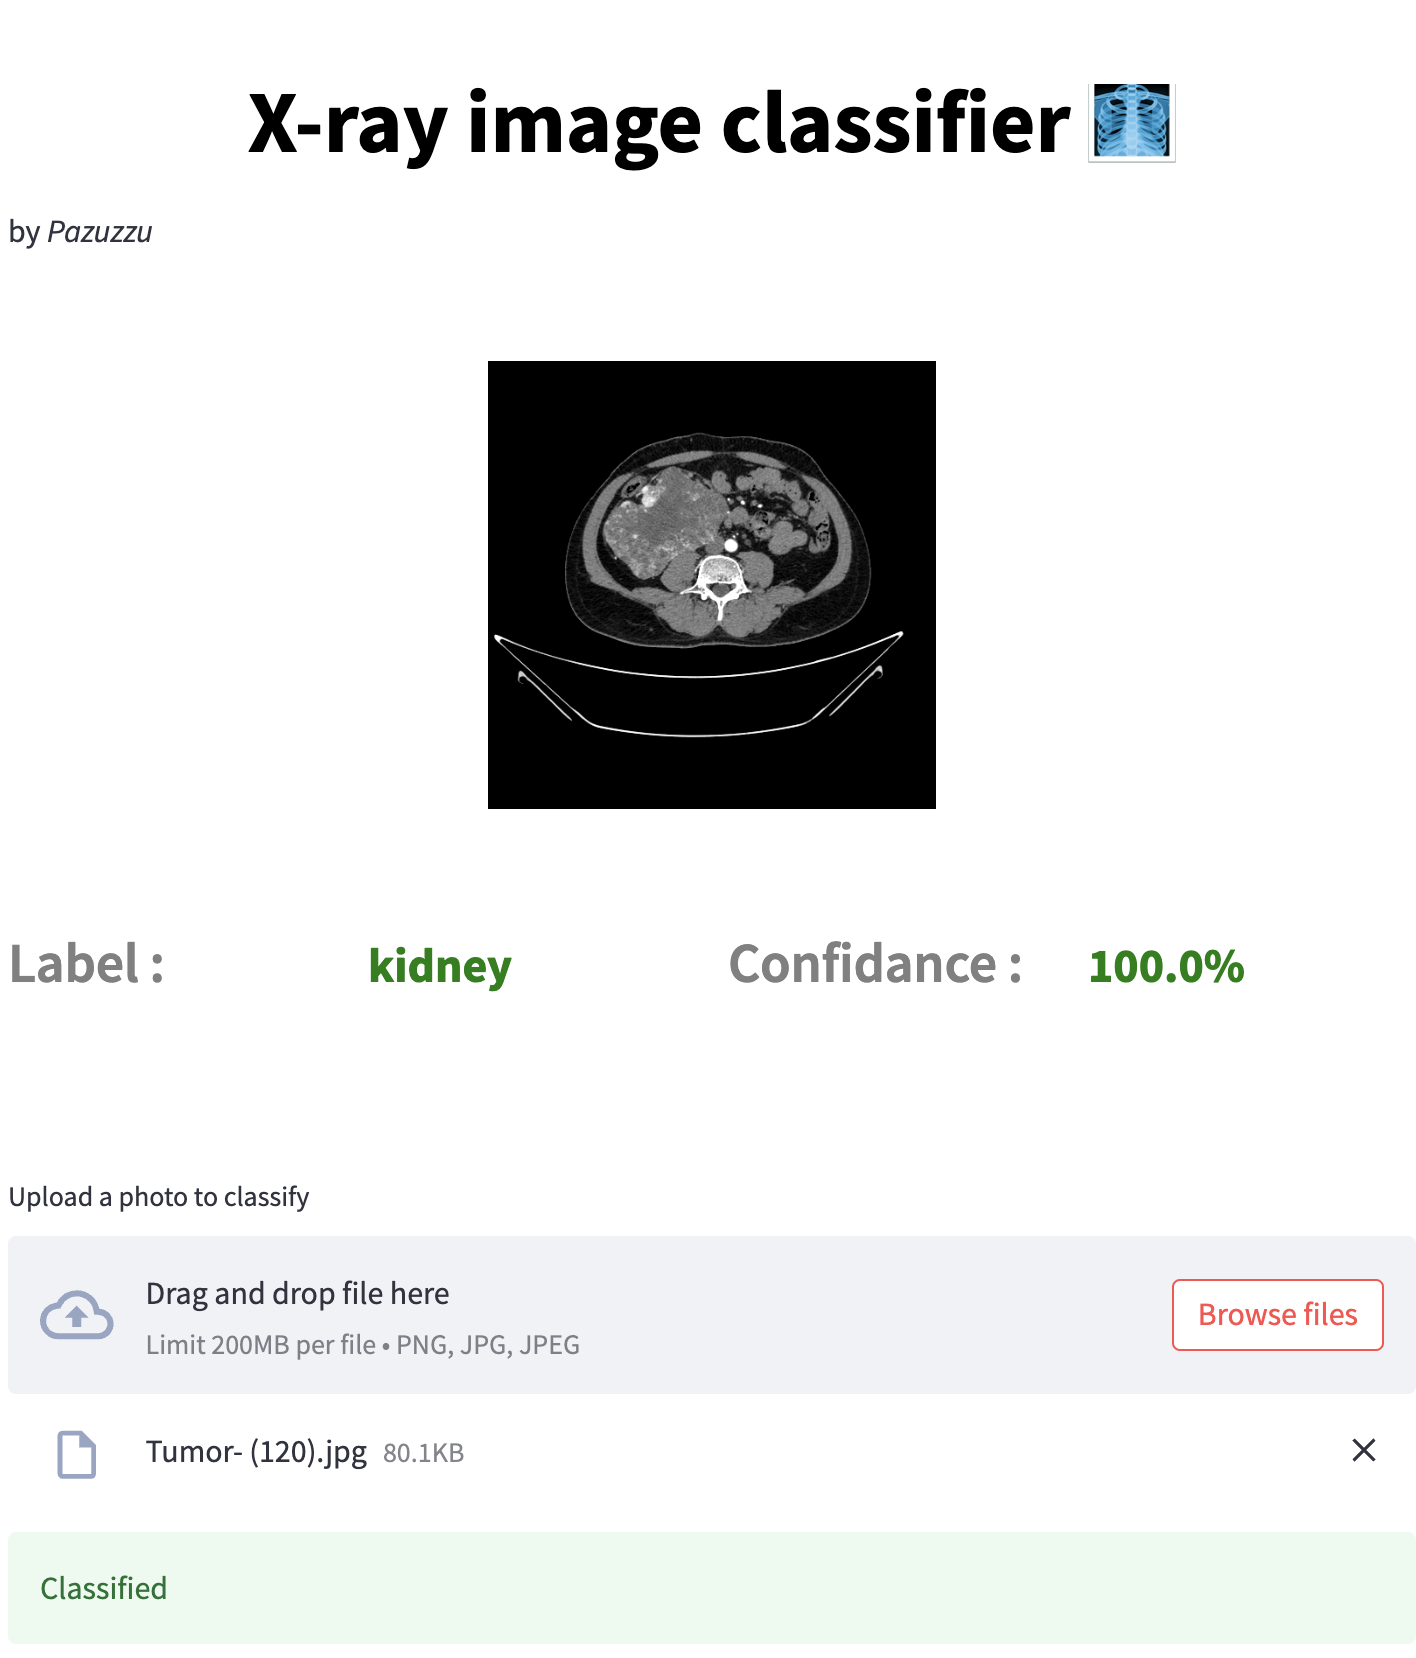 X-ray image classifier
by Pazuzzu
Label :
kidney
Confidance :
100.0%
Upload a photo to classify
Drag and drop file here
Limit 200MB per file • PNG, JPG, JPEG
Browse files
Tumor- (120).jpg 80.1KB
Classified